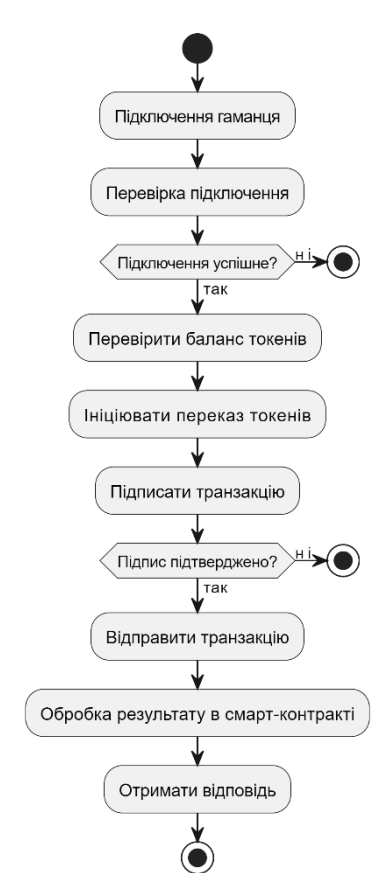 Підключення гаманця
Перевірка підключення
Підключення успішне?
ні
так
Перевірити баланс токенів
Ініціювати переказ токенів
Підписати транзакцію
Підпис підтверджено?
ні
так
Відправити транзакцію
Обробка результату в смарт-контракті
Отримати відповідь